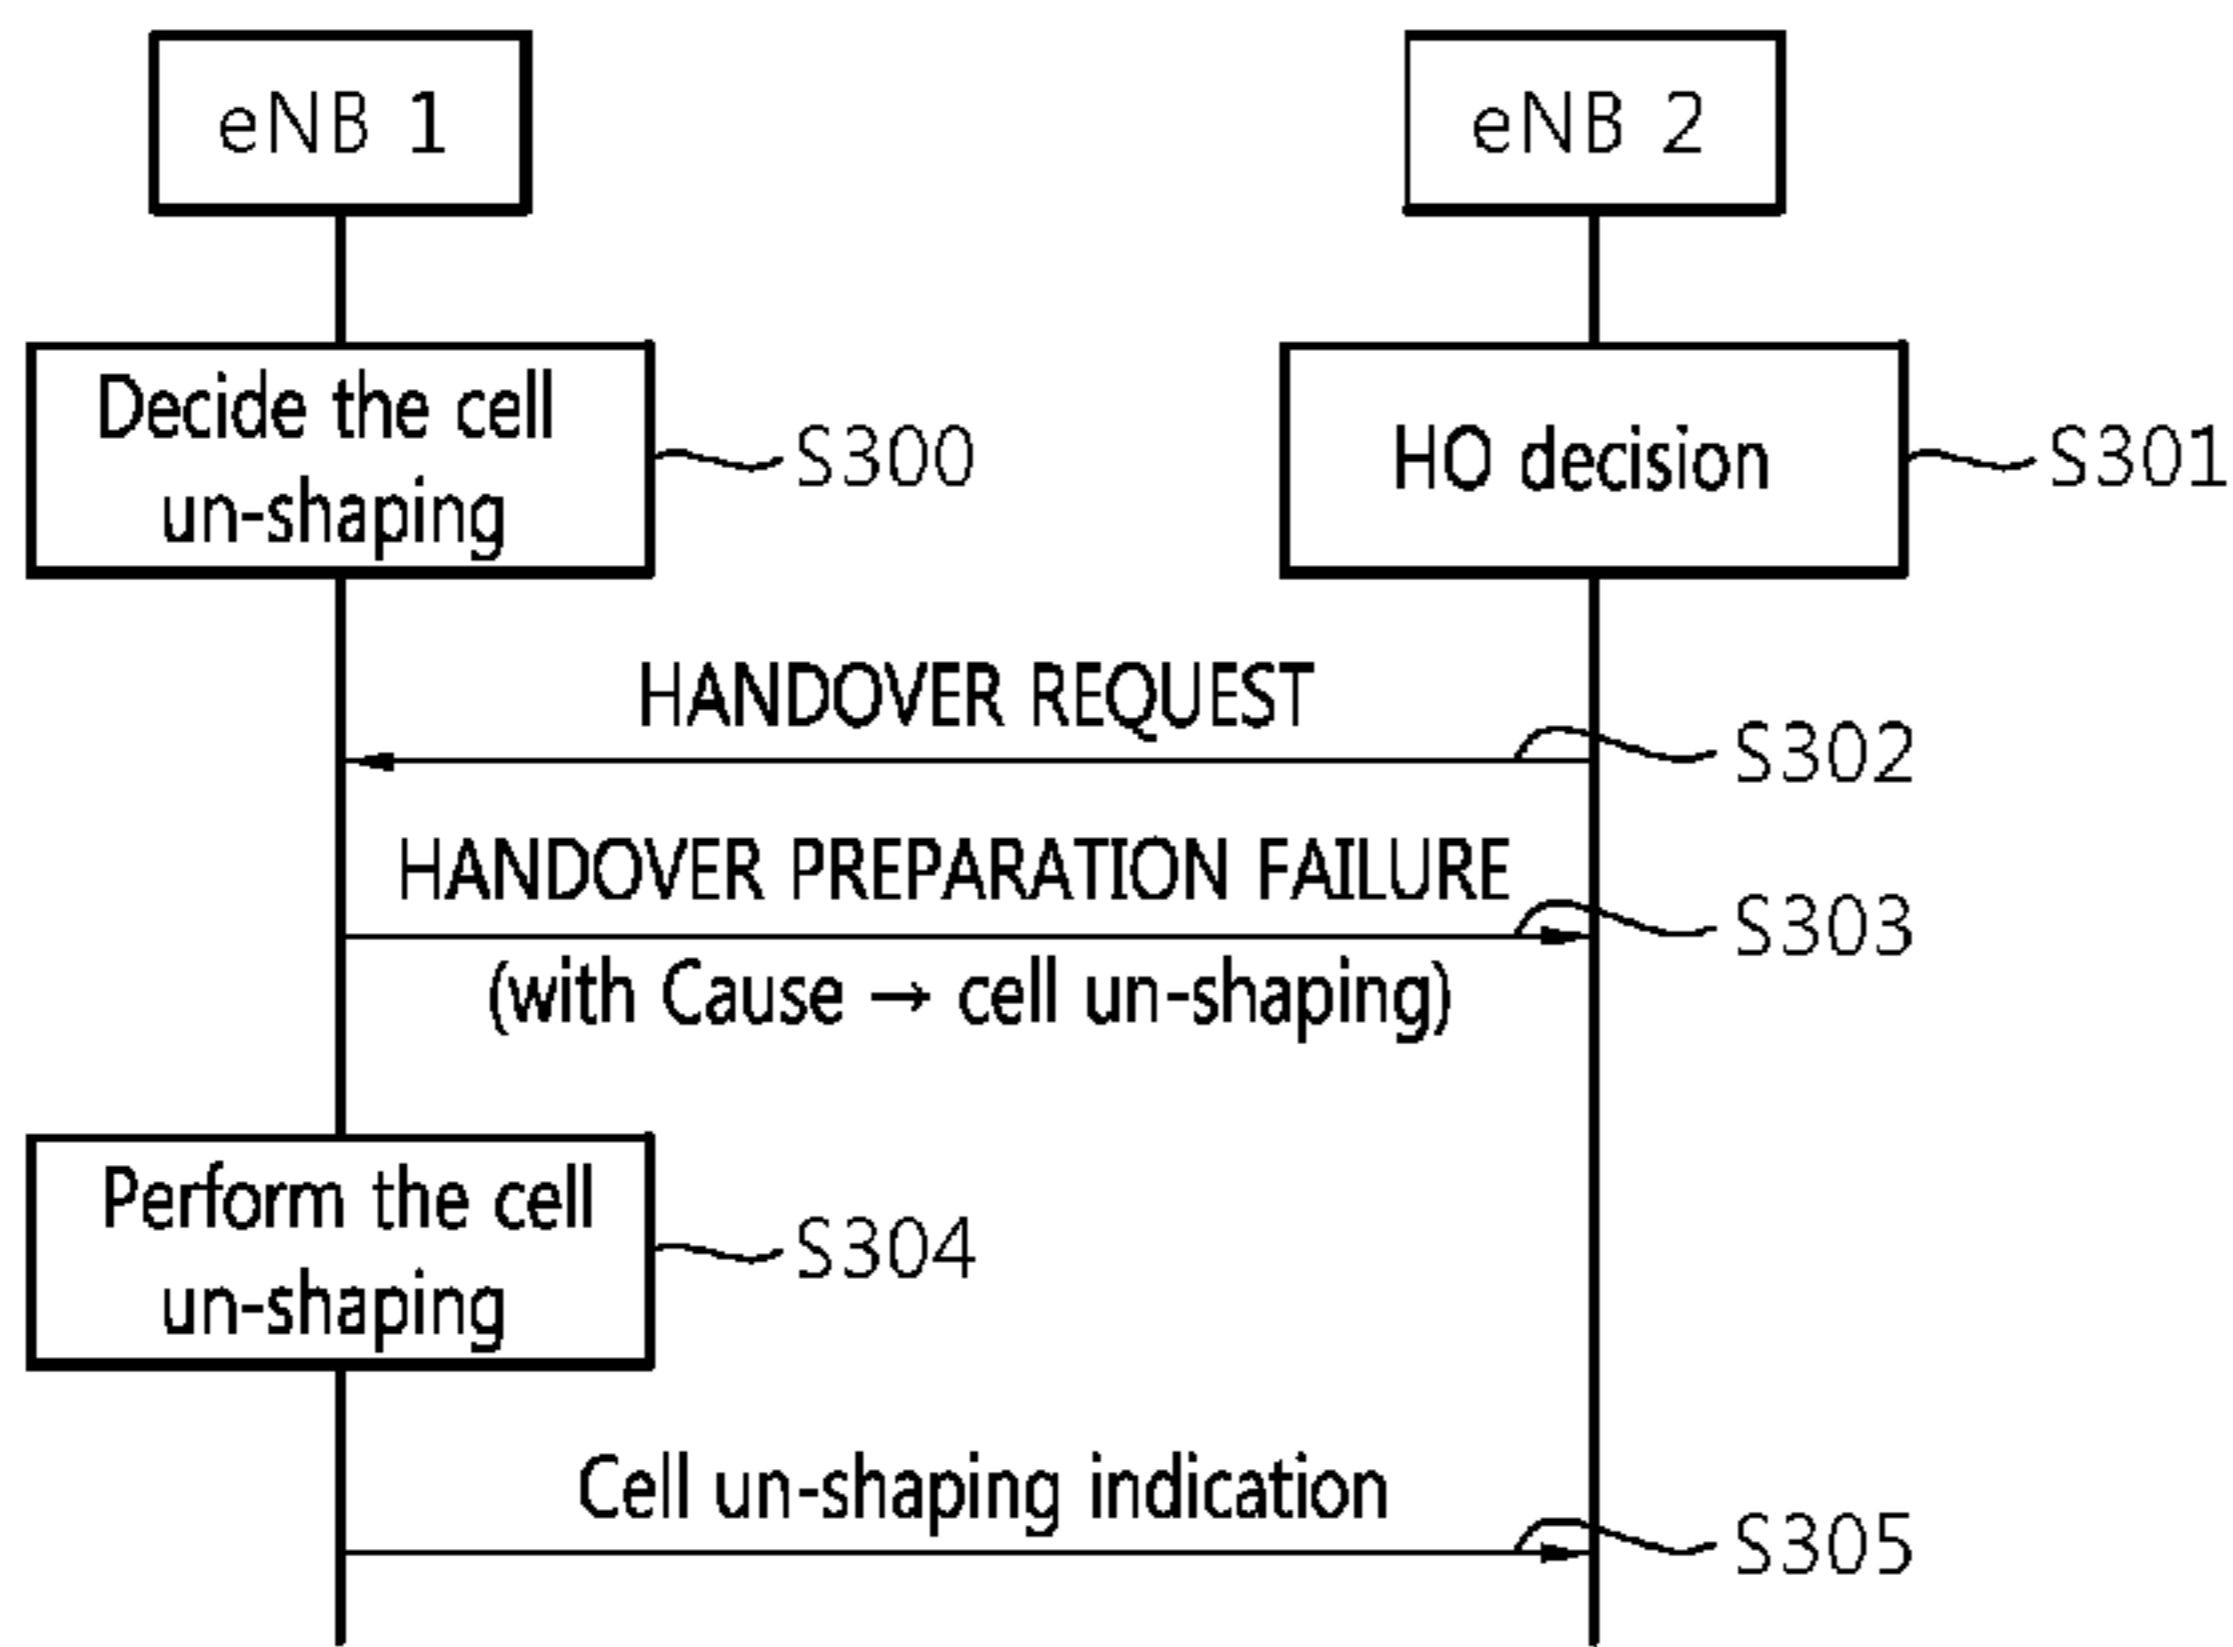 eNB 1
eNB 2
Decide the cell
un-shaping
S300
HO decision
S301
HANDOVER REQUEST
S302
HANDOVER PREPARATION FAILURE
S303
(with Cause → cell un-shaping)
Perform the cell
un-shaping
S304
Cell un-shaping indication
S305